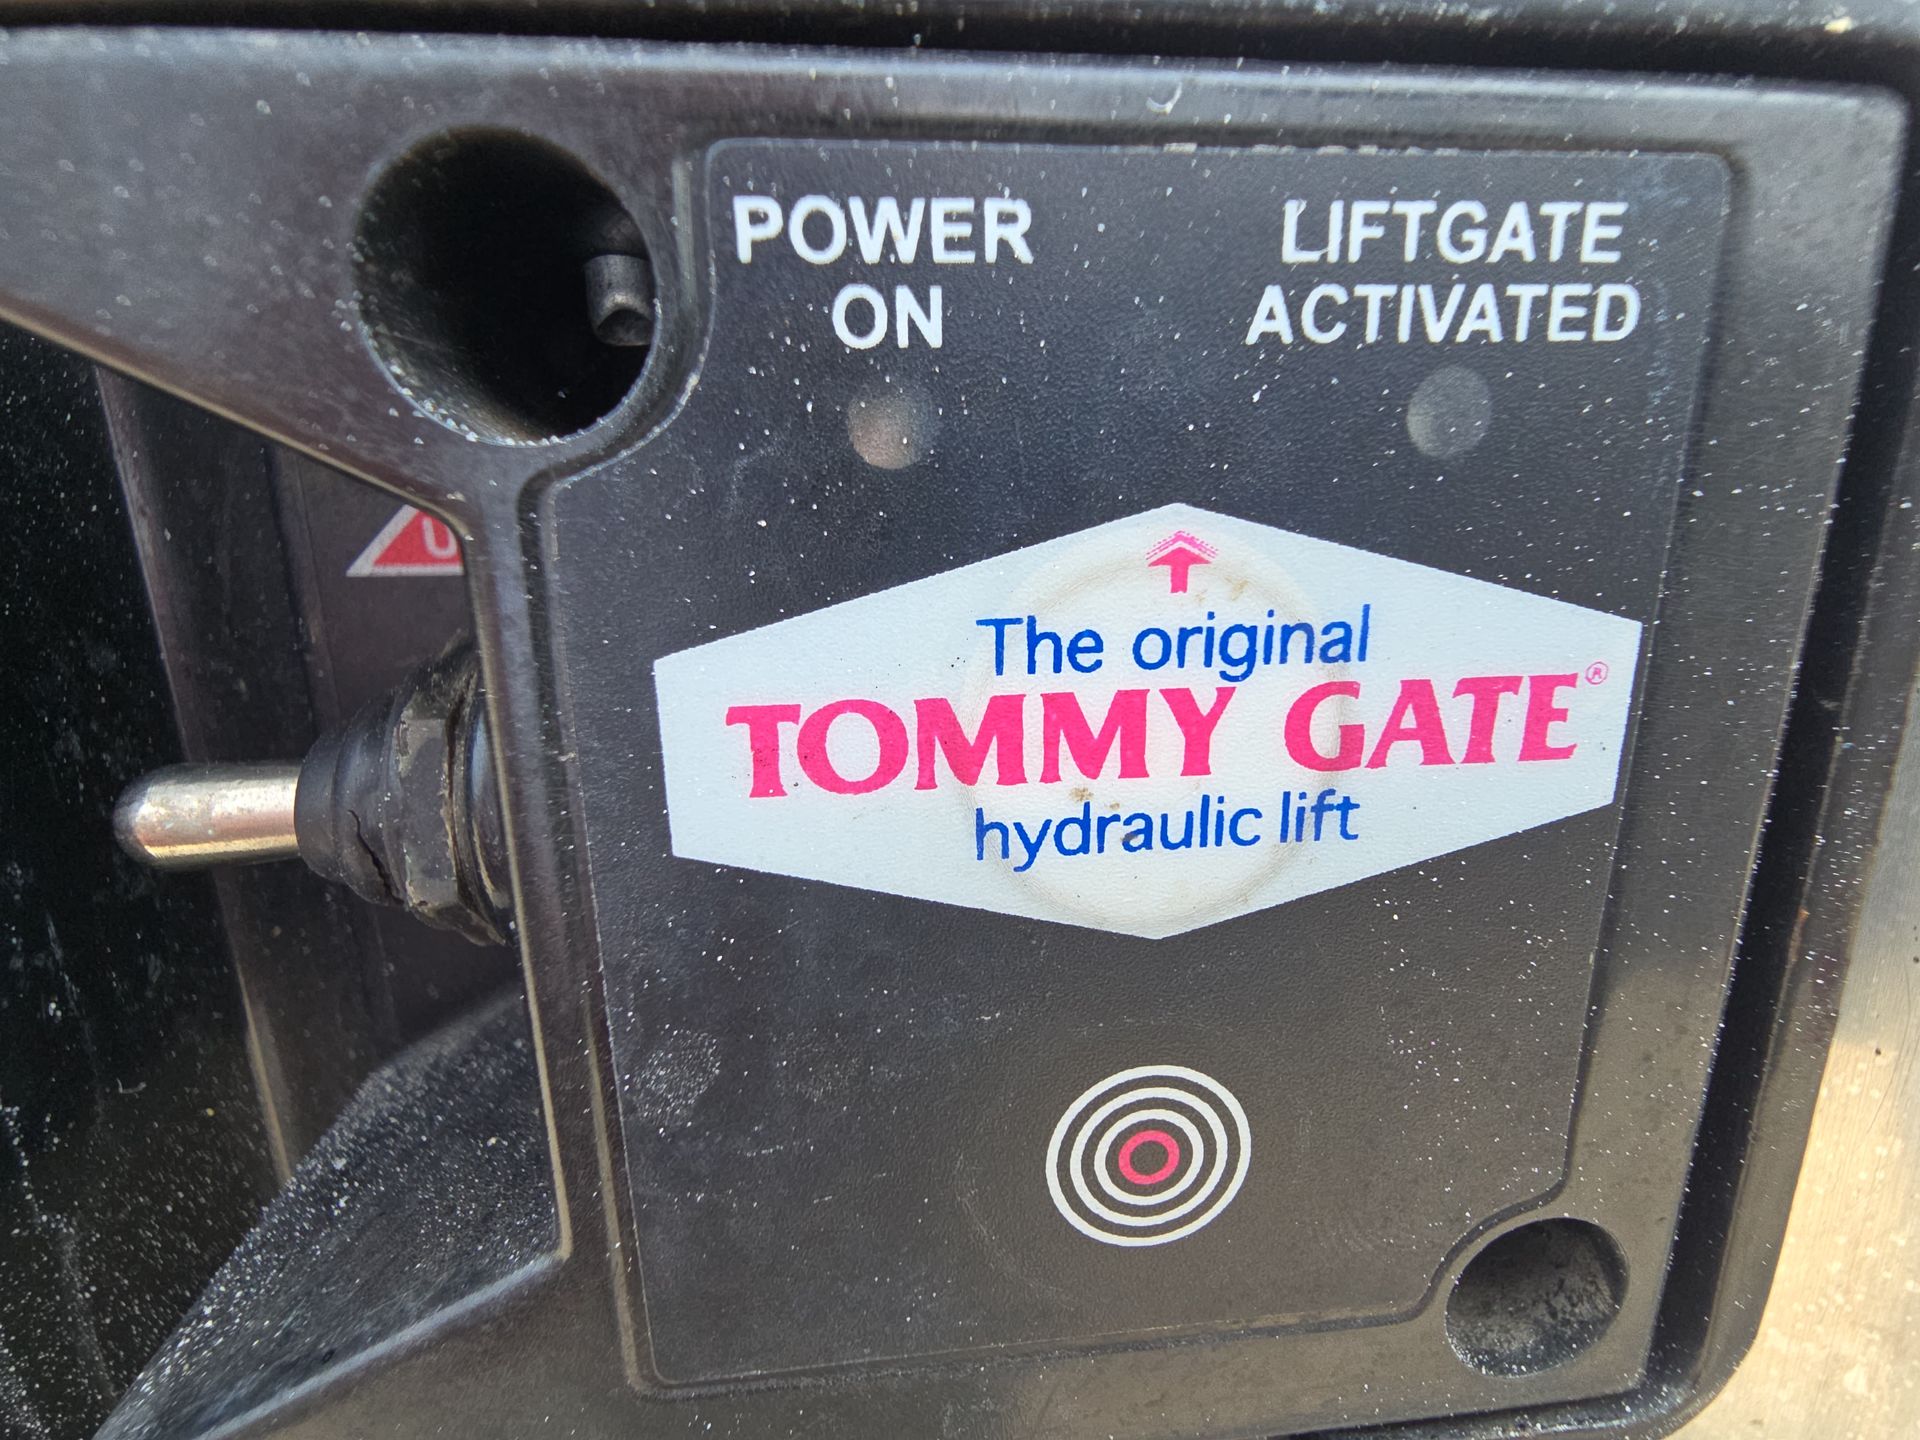 POWER
ON
LIFTGATE
ACTIVATED
The original
TOMMY GATE®
hydraulic lift